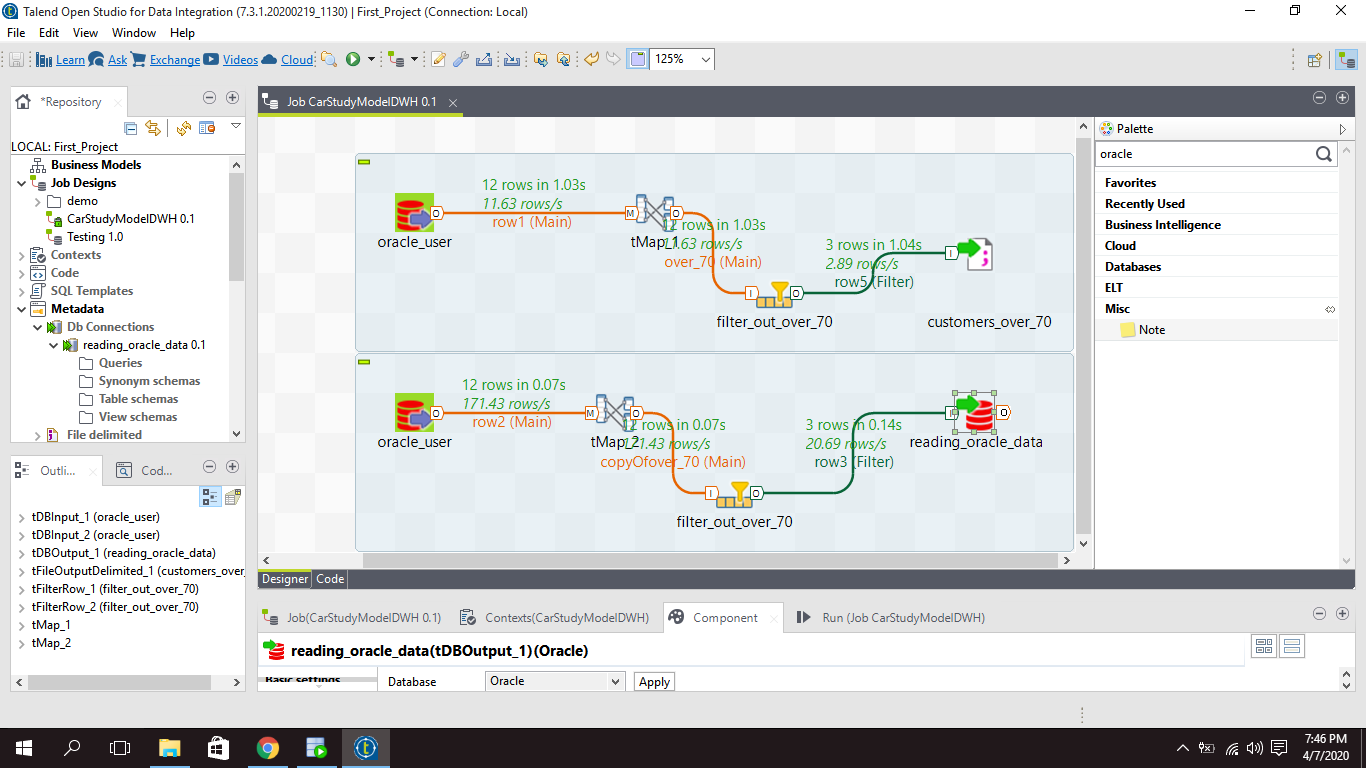 Talend Open Studio for Data Integration (7.3.1.20200219_1130) | First_Project (Connection: Local)
File Edit View Window Help
Learn Ask Exchange Videos Cloud 125%
*Repository
LOCAL: First_Project
Business Models
Job Designs
demo
CarStudyModelDWH 0.1
Testing 1.0
Contexts
Code
SQL Templates
Metadata
Db Connections
reading_oracle_data 0.1
Queries
Synonym schemas
Table schemas
View schemas
File delimited
Outli... Cod...
tDBInput_1 (oracle_user)
tDBInput_2 (oracle_user)
tDBOutput_1 (reading_oracle_data)
tFileOutputDelimited_1 (customers_over_
tFilterRow_1 (filter_out_over_70)
tFilterRow_2 (filter_out_over_70)
tMap_1
tMap_2
Job CarStudyModelDWH 0.1
12 rows in 1.03s
11.63 rows/s
row1 (Main)
oracle_user
O
M
O
tMap_1
12 rows in 1.03s
11.63 rows/s
over_70 (Main)
I
O
filter_out_over_70
3 rows in 1.04s
2.89 rows/s
row5 (Filter)
I
customers_over_70
12 rows in 0.07s
171.43 rows/s
row2 (Main)
oracle_user
O
M
O
tMap_2
12 rows in 0.07s
171.43 rows/s
copyOfover_70 (Main)
I
O
filter_out_over_70
3 rows in 0.14s
20.69 rows/s
row3 (Filter)
I
O
reading_oracle_data
Designer Code
Palette
oracle
Favorites
Recently Used
Business Intelligence
Cloud
Databases
ELT
Misc
Note
Job(CarStudyModelDWH 0.1) Contexts(CarStudyModelDWH) Component Run (Job CarStudyModelDWH)
reading_oracle_data(tDBOutput_1)(Oracle)
Basic settings Database Oracle Apply
7:46 PM
4/7/2020